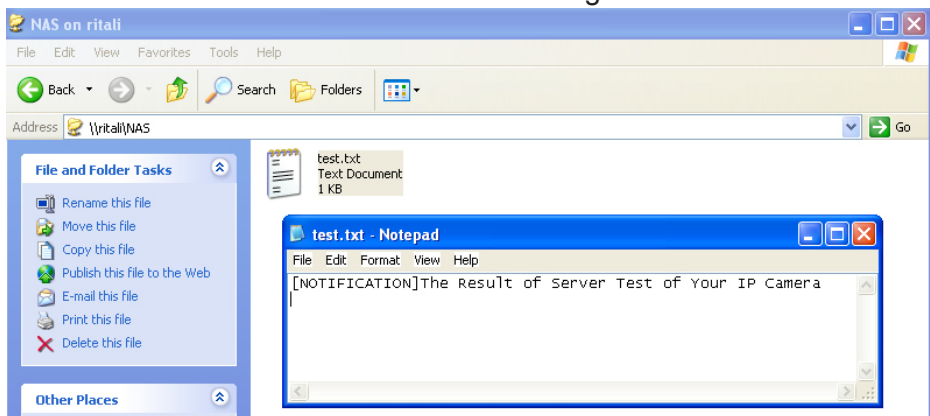 NAS on ritali
File Edit View Favorites Tools Help
Back Search Folders
Address \\ritali\NAS Go
File and Folder Tasks
Rename this file
Move this file
Copy this file
Publish this file to the Web
E-mail this file
Print this file
Delete this file
Other Places
test.txt
Text Document
1 KB
test.txt - Notepad
File Edit Format View Help
[NOTIFICATION]The Result of Server Test of Your IP Camera